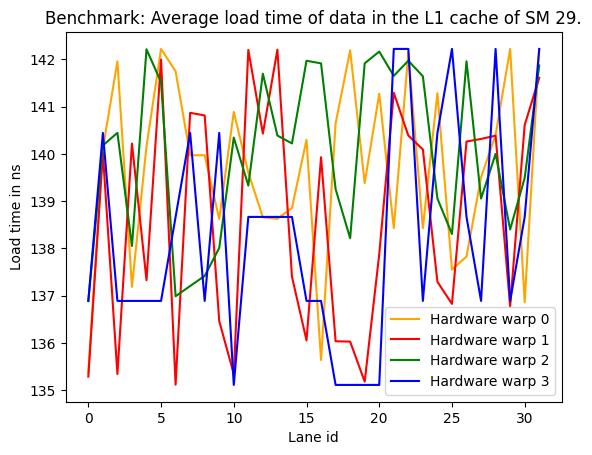 Benchmark: Average load time of data in the L1 cache of SM 29.
142
141
140
139
138
137
136
135
Load time in ns
0
5
10
15
20
25
30
Lane id
Hardware warp 0
Hardware warp 1
Hardware warp 2
Hardware warp 3